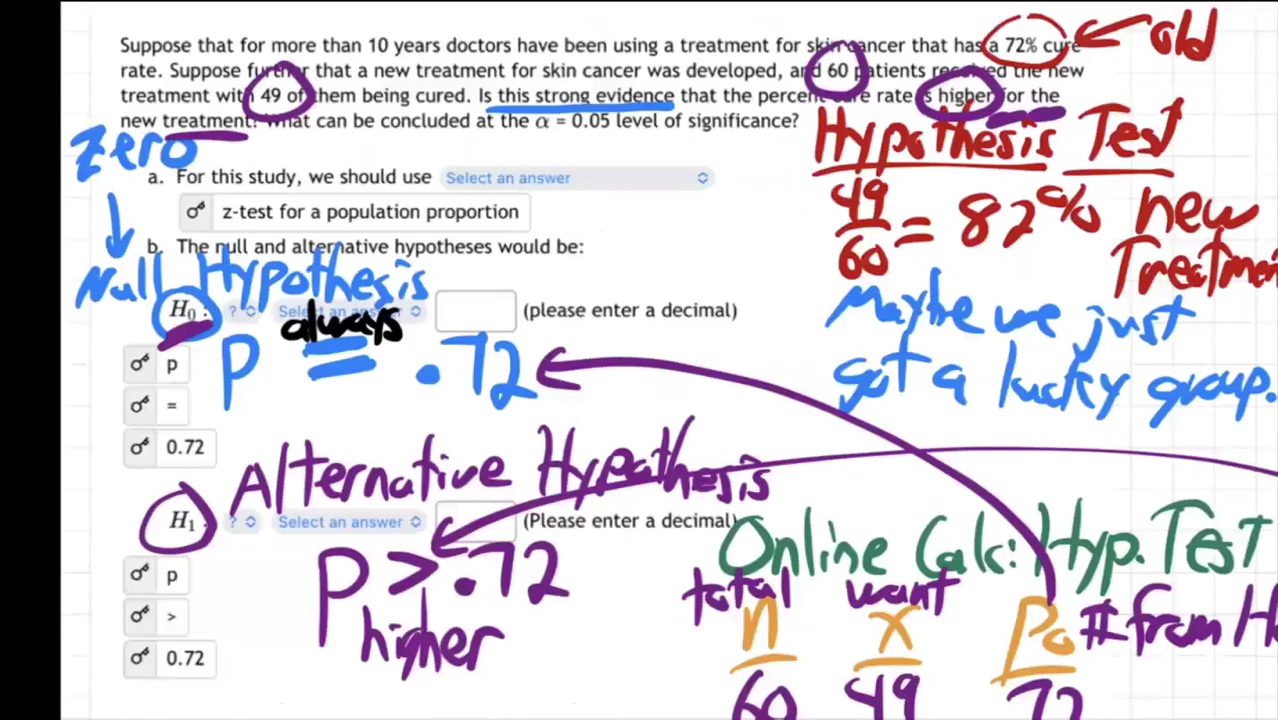 Suppose that for more than 10 years doctors have been using a treatment for skin cancer that has a 72% cure
rate. Suppose further that a new treatment for skin cancer was developed, and 60 patients received the new
treatment with 49 of them being cured. Is this strong evidence that the percent cure rate is higher for the
new treatment? What can be concluded at the α = 0.05 level of significance?
old
Hypothesis Test
49
60
= 82% new
Treatment
Maybe we just
got a lucky group.
zero
a. For this study, we should use Select an answer
z-test for a population proportion
b. The null and alternative hypotheses would be:
Null Hypothesis
H₀ : ? Select an answer (please enter a decimal)
always
p = .72
p
=
0.72
Alternative Hypothesis
H₁ : ? Select an answer (Please enter a decimal)
P > .72
higher
p
>
0.72
Online Calc: Hyp. Test
total want
n x Po # from H
60 49 .72